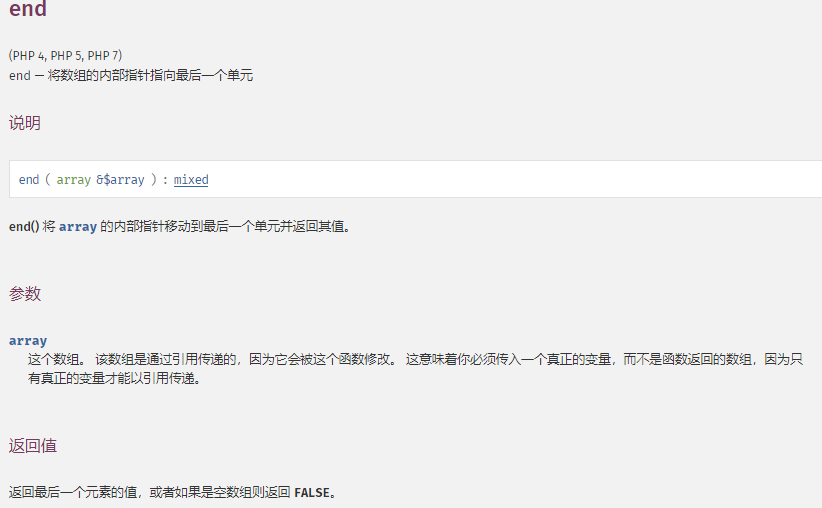 end
(PHP 4, PHP 5, PHP 7)
end — 将数组的内部指针指向最后一个单元
说明
end ( array &$array ) : mixed
end() 将 array 的内部指针移动到最后一个单元并返回其值。
参数
array
这个数组。 该数组是通过引用传递的，因为它会被这个函数修改。 这意味着你必须传入一个真正的变量，而不是函数返回的数组，因为只
有真正的变量才能以引用传递。
返回值
返回最后一个元素的值，或者如果是空数组则返回 FALSE。